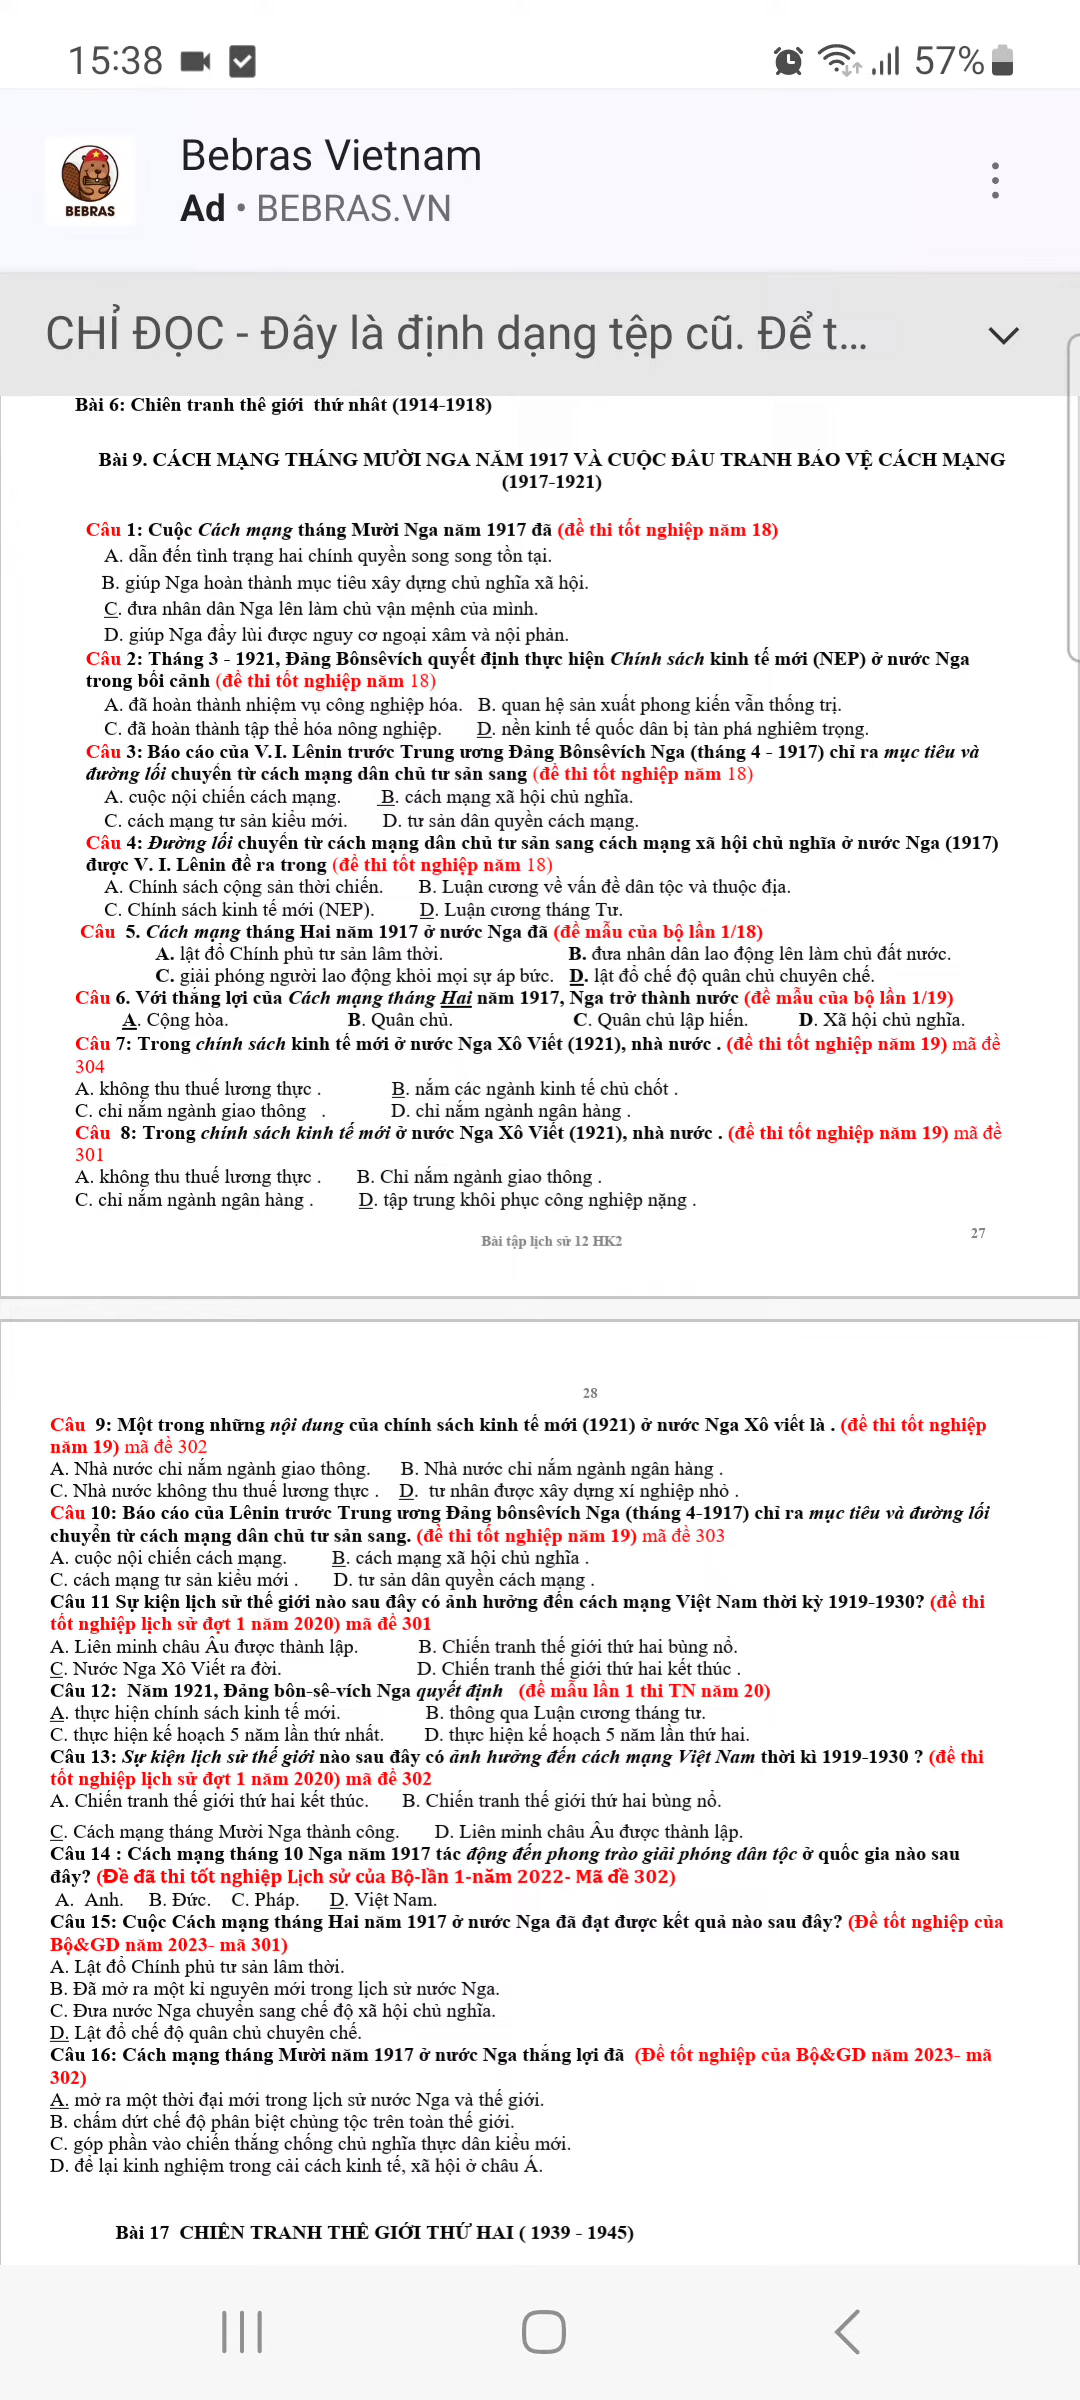 15:38
57%
BEBRAS
Bebras Vietnam
Ad • BEBRAS.VN
CHỈ ĐỌC - Đây là định dạng tệp cũ. Để t...
Bài 6: Chiến tranh thế giới thứ nhất (1914-1918)
Bài 9. CÁCH MẠNG THÁNG MƯỜI NGA NĂM 1917 VÀ CUỘC ĐẤU TRANH BẢO VỆ CÁCH MẠNG
(1917-1921)
Câu 1: Cuộc Cách mạng tháng Mười Nga năm 1917 đã (đề thi tốt nghiệp năm 18)
A. dẫn đến tình trạng hai chính quyền song song tồn tại.
B. giúp Nga hoàn thành mục tiêu xây dựng chủ nghĩa xã hội.
C. đưa nhân dân Nga lên làm chủ vận mệnh của mình.
D. giúp Nga đẩy lùi được nguy cơ ngoại xâm và nội phản.
Câu 2: Tháng 3 - 1921, Đảng Bônsêvích quyết định thực hiện Chính sách kinh tế mới (NEP) ở nước Nga
trong bối cảnh (đề thi tốt nghiệp năm 18)
A. đã hoàn thành nhiệm vụ công nghiệp hóa. B. quan hệ sản xuất phong kiến vẫn thống trị.
C. đã hoàn thành tập thể hóa nông nghiệp. D. nền kinh tế quốc dân bị tàn phá nghiêm trọng.
Câu 3: Báo cáo của V.I. Lênin trước Trung ương Đảng Bônsêvích Nga (tháng 4 - 1917) chỉ ra mục tiêu và
đường lối chuyển từ cách mạng dân chủ tư sản sang (đề thi tốt nghiệp năm 18)
A. cuộc nội chiến cách mạng. B. cách mạng xã hội chủ nghĩa.
C. cách mạng tư sản kiểu mới. D. tư sản dân quyền cách mạng.
Câu 4: Đường lối chuyển từ cách mạng dân chủ tư sản sang cách mạng xã hội chủ nghĩa ở nước Nga (1917)
được V. I. Lênin đề ra trong (đề thi tốt nghiệp năm 18)
A. Chính sách cộng sản thời chiến. B. Luận cương về vấn đề dân tộc và thuộc địa.
C. Chính sách kinh tế mới (NEP). D. Luận cương tháng Tư.
Câu 5. Cách mạng tháng Hai năm 1917 ở nước Nga đã (đề mẫu của bộ lần 1/18)
A. lật đổ Chính phủ tư sản lâm thời. B. đưa nhân dân lao động lên làm chủ đất nước.
C. giải phóng người lao động khỏi mọi sự áp bức. D. lật đổ chế độ quân chủ chuyên chế.
Câu 6. Với thắng lợi của Cách mạng tháng Hai năm 1917, Nga trở thành nước (đề mẫu của bộ lần 1/19)
A. Cộng hòa. B. Quân chủ. C. Quân chủ lập hiến. D. Xã hội chủ nghĩa.
Câu 7: Trong chính sách kinh tế mới ở nước Nga Xô Viết (1921), nhà nước . (đề thi tốt nghiệp năm 19) mã đề
304
A. không thu thuế lương thực . B. nắm các ngành kinh tế chủ chốt .
C. chỉ nắm ngành giao thông . D. chỉ nắm ngành ngân hàng .
Câu 8: Trong chính sách kinh tế mới ở nước Nga Xô Viết (1921), nhà nước . (đề thi tốt nghiệp năm 19) mã đề
301
A. không thu thuế lương thực . B. Chỉ nắm ngành giao thông .
C. chỉ nắm ngành ngân hàng . D. tập trung khôi phục công nghiệp nặng .
Bài tập lịch sử 12 HK2
27
28
Câu 9: Một trong những nội dung của chính sách kinh tế mới (1921) ở nước Nga Xô viết là . (đề thi tốt nghiệp
năm 19) mã đề 302
A. Nhà nước chỉ nắm ngành giao thông. B. Nhà nước chỉ nắm ngành ngân hàng .
C. Nhà nước không thu thuế lương thực . D. tư nhân được xây dựng xí nghiệp nhỏ .
Câu 10: Báo cáo của Lênin trước Trung ương Đảng bônsêvích Nga (tháng 4-1917) chỉ ra mục tiêu và đường lối
chuyển từ cách mạng dân chủ tư sản sang. (đề thi tốt nghiệp năm 19) mã đề 303
A. cuộc nội chiến cách mạng. B. cách mạng xã hội chủ nghĩa .
C. cách mạng tư sản kiểu mới . D. tư sản dân quyền cách mạng .
Câu 11 Sự kiện lịch sử thế giới nào sau đây có ảnh hưởng đến cách mạng Việt Nam thời kỳ 1919-1930? (đề thi
tốt nghiệp lịch sử đợt 1 năm 2020) mã đề 301
A. Liên minh châu Âu được thành lập. B. Chiến tranh thế giới thứ hai bùng nổ.
C. Nước Nga Xô Viết ra đời. D. Chiến tranh thế giới thứ hai kết thúc .
Câu 12: Năm 1921, Đảng bôn-sê-vích Nga quyết định (đề mẫu lần 1 thi TN năm 20)
A. thực hiện chính sách kinh tế mới. B. thông qua Luận cương tháng tư.
C. thực hiện kế hoạch 5 năm lần thứ nhất. D. thực hiện kế hoạch 5 năm lần thứ hai.
Câu 13: Sự kiện lịch sử thế giới nào sau đây có ảnh hưởng đến cách mạng Việt Nam thời kì 1919-1930 ? (đề thi
tốt nghiệp lịch sử đợt 1 năm 2020) mã đề 302
A. Chiến tranh thế giới thứ hai kết thúc. B. Chiến tranh thế giới thứ hai bùng nổ.
C. Cách mạng tháng Mười Nga thành công. D. Liên minh châu Âu được thành lập.
Câu 14 : Cách mạng tháng 10 Nga năm 1917 tác động đến phong trào giải phóng dân tộc ở quốc gia nào sau
đây? (Đề đã thi tốt nghiệp Lịch sử của Bộ-lần 1-năm 2022- Mã đề 302)
A. Anh. B. Đức. C. Pháp. D. Việt Nam.
Câu 15: Cuộc Cách mạng tháng Hai năm 1917 ở nước Nga đã đạt được kết quả nào sau đây? (Đề tốt nghiệp của
Bộ&GD năm 2023- mã 301)
A. Lật đổ Chính phủ tư sản lâm thời.
B. Đã mở ra một kỉ nguyên mới trong lịch sử nước Nga.
C. Đưa nước Nga chuyển sang chế độ xã hội chủ nghĩa.
D. Lật đổ chế độ quân chủ chuyên chế.
Câu 16: Cách mạng tháng Mười năm 1917 ở nước Nga thắng lợi đã (Đề tốt nghiệp của Bộ&GD năm 2023- mã
302)
A. mở ra một thời đại mới trong lịch sử nước Nga và thế giới.
B. chấm dứt chế độ phân biệt chủng tộc trên toàn thế giới.
C. góp phần vào chiến thắng chống chủ nghĩa thực dân kiểu mới.
D. để lại kinh nghiệm trong cải cách kinh tế, xã hội ở châu Á.
Bài 17 CHIẾN TRANH THẾ GIỚI THỨ HAI ( 1939 - 1945)